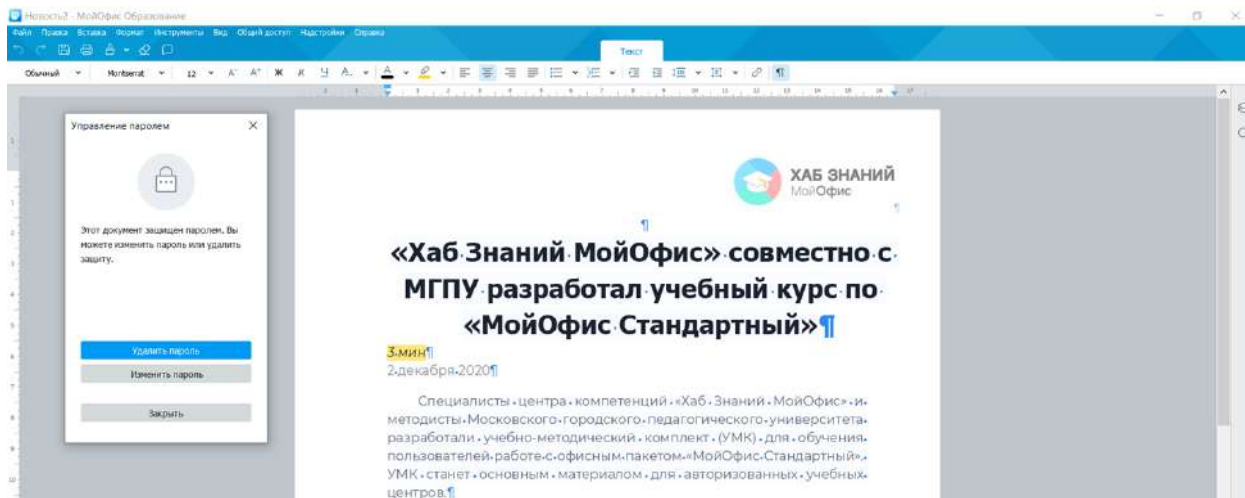 Новость2 - МойОфис Образование
Файл Правка Вставка Формат Инструменты Вид Общий доступ Надстройки Справка
Текст
Обычный Montserrat 12 Ж К Ч
Управление паролем
Этот документ защищен паролем. Вы
можете изменить пароль или удалить
защиту.
Удалить пароль
Изменить пароль
Закрыть
ХАБ ЗНАНИЙ
МойОфис
«Хаб Знаний МойОфис» совместно с
МГПУ разработал учебный курс по
«МойОфис Стандартный»¶
3 мин¶
2 декабря 2020¶
Специалисты центра компетенций «Хаб Знаний МойОфис» и
методисты Московского городского педагогического университета
разработали учебно-методический комплект (УМК) для обучения
пользователей работе с офисным пакетом «МойОфис Стандартный».
УМК станет основным материалом для авторизованных учебных
центров.¶